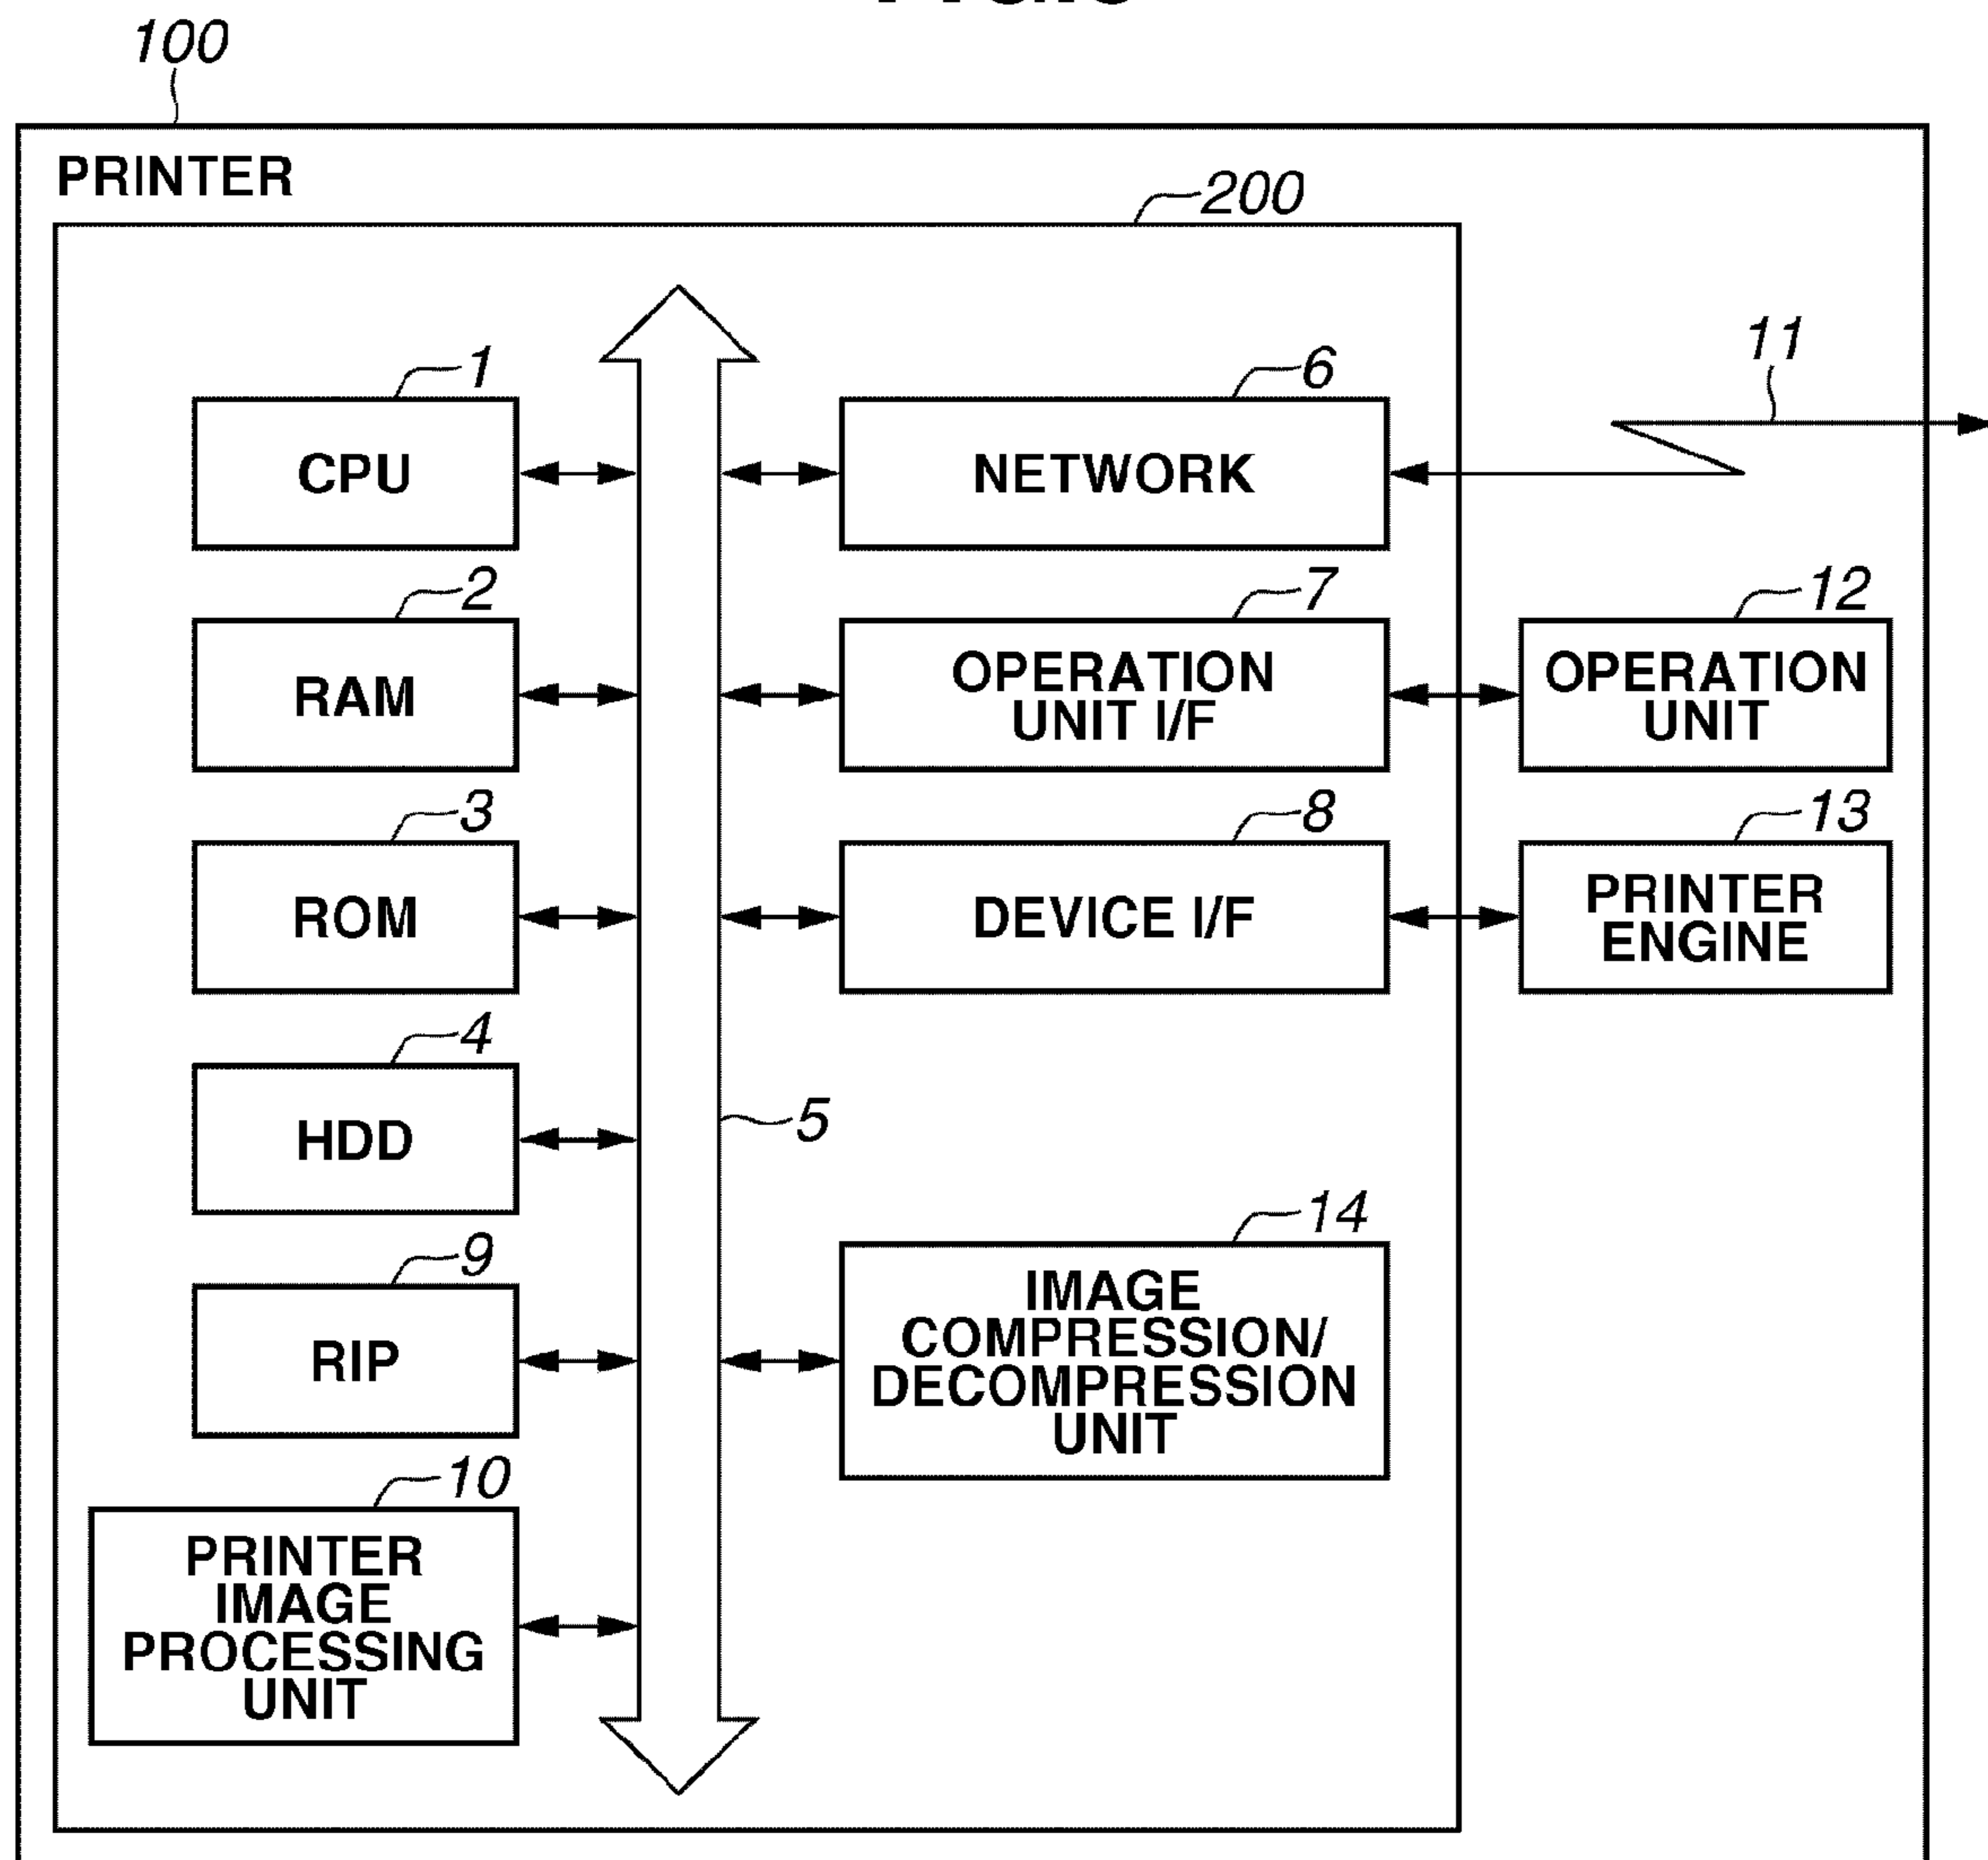 100
PRINTER
200
1
CPU
6
NETWORK
11
2
RAM
7
OPERATION
UNIT I/F
12
OPERATION
UNIT
3
ROM
8
DEVICE I/F
13
PRINTER
ENGINE
4
HDD
5
9
RIP
14
IMAGE
COMPRESSION/
DECOMPRESSION
UNIT
10
PRINTER
IMAGE
PROCESSING
UNIT